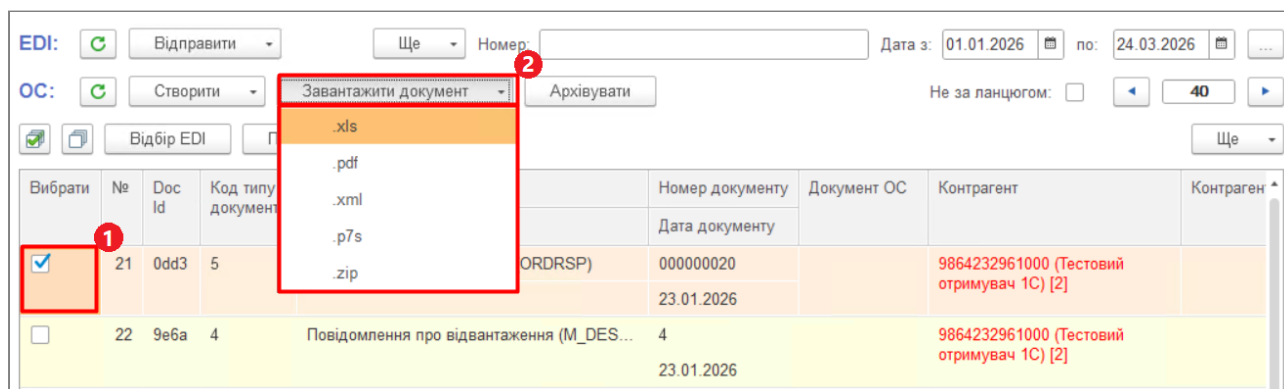 EDI: Відправити Ще Номер: Дата з: 01.01.2026 по: 24.03.2026 ...
2
ОС: Створити Завантажити документ Архівувати Не за ланцюгом: 40
.xls
Відбір EDI П Ще
.pdf
Вибрати № Doc Id Код типу документ Номер документу Документ ОС Контрагент Контраген
.xml
Дата документу
.p7s
1
21 0dd3 5 ORDRSP) 000000020 9864232961000 (Тестовий
.zip
отримувач 1С) [2]
23.01.2026
22 9e6a 4 Повідомлення про відвантаження (M_DES... 4 9864232961000 (Тестовий
отримувач 1С) [2]
23.01.2026